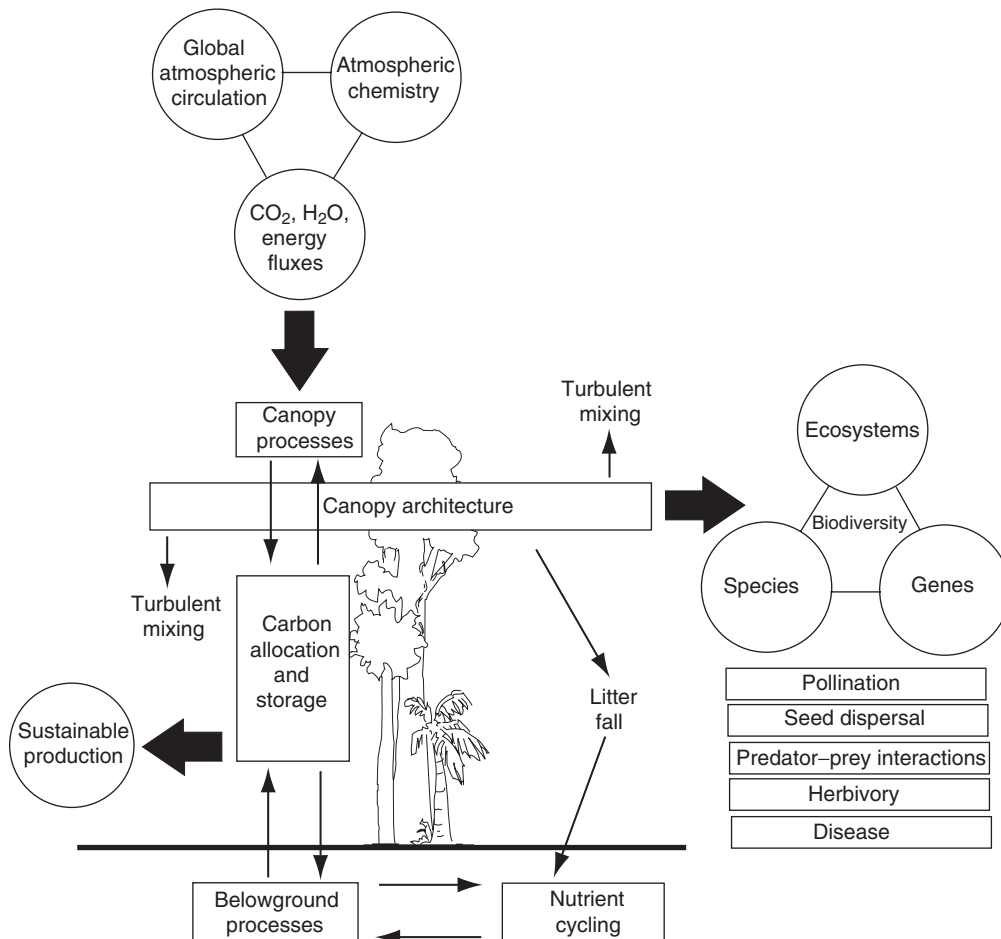 Global
atmospheric
circulation
Atmospheric
chemistry
CO₂, H₂O,
energy
fluxes
Canopy
processes
Turbulent
mixing
Canopy architecture
Ecosystems
Biodiversity
Species
Genes
Turbulent
mixing
Carbon
allocation
and
storage
Litter
fall
Sustainable
production
Pollination
Seed dispersal
Predator–prey interactions
Herbivory
Disease
Belowground
processes
Nutrient
cycling